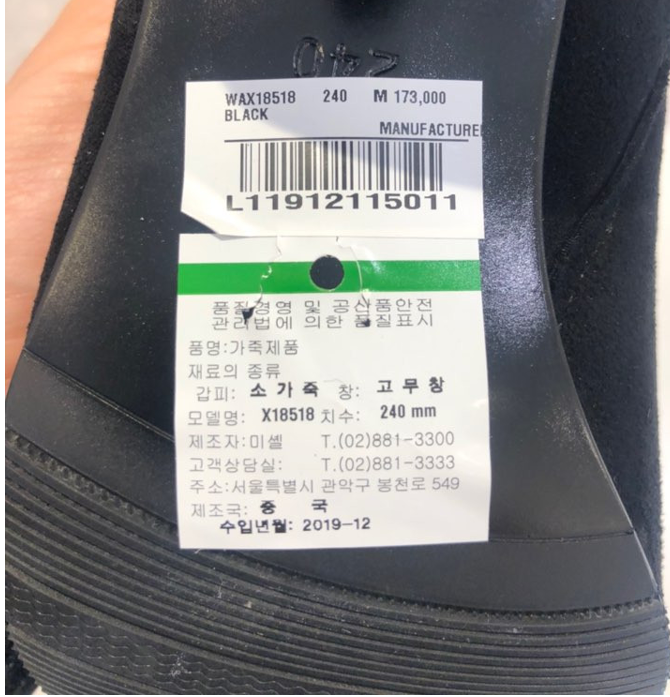 240
WAX18518 240 M 173,000
BLACK
MANUFACTURE
L11912115011
품질경영 및 공산품안전
관리법에 의한 품질표시
품명:가죽제품
재료의 종류
갑피: 소가죽 창: 고무창
모델명: X18518 치수: 240 mm
제조자:미셸 T.(02)881-3300
고객상담실: T.(02)881-3333
주소:서울특별시 관악구 봉천로 549
제조국: 중 국
수입년월: 2019-12